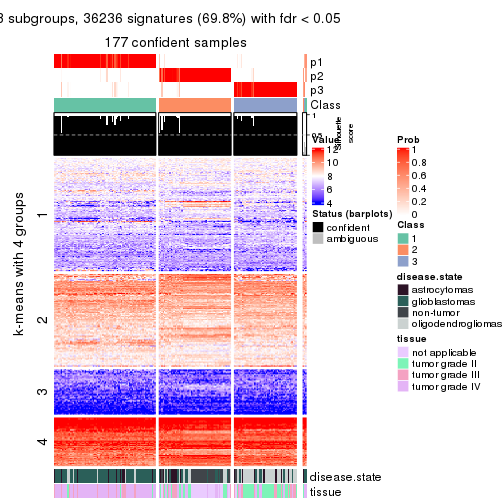 3 subgroups, 36236 signatures (69.8%) with fdr < 0.05
177 confident samples
p1
p2
p3
Class
1
0.5
Silhouette
score
k-means with 4 groups
1
2
3
4
disease.state
tissue
Value
12
10
8
6
4
Status (barplots)
confident
ambiguous
Prob
1
0.8
0.6
0.4
0.2
0
Class
1
2
3
disease.state
astrocytomas
glioblastomas
non-tumor
oligodendrogliomas
tissue
not applicable
tumor grade II
tumor grade III
tumor grade IV